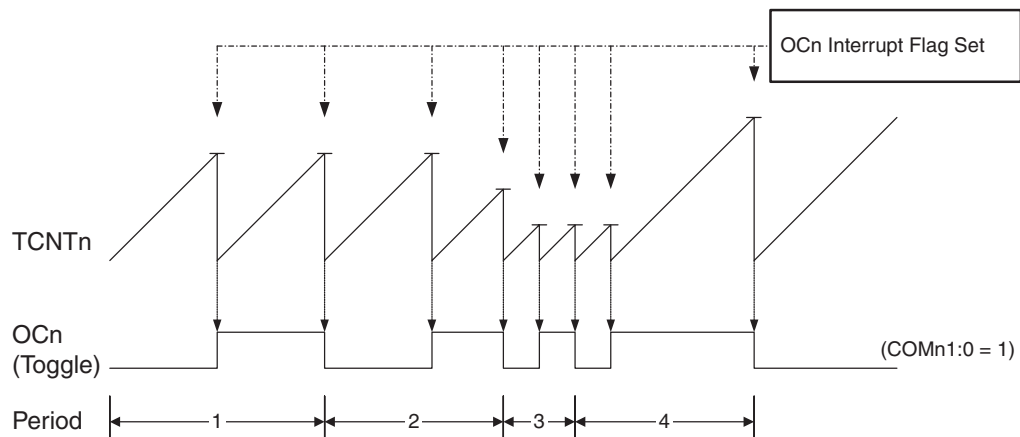 OCn Interrupt Flag Set
TCNTn
OCn
(Toggle)
(COMn1:0 = 1)
Period
1
2
3
4